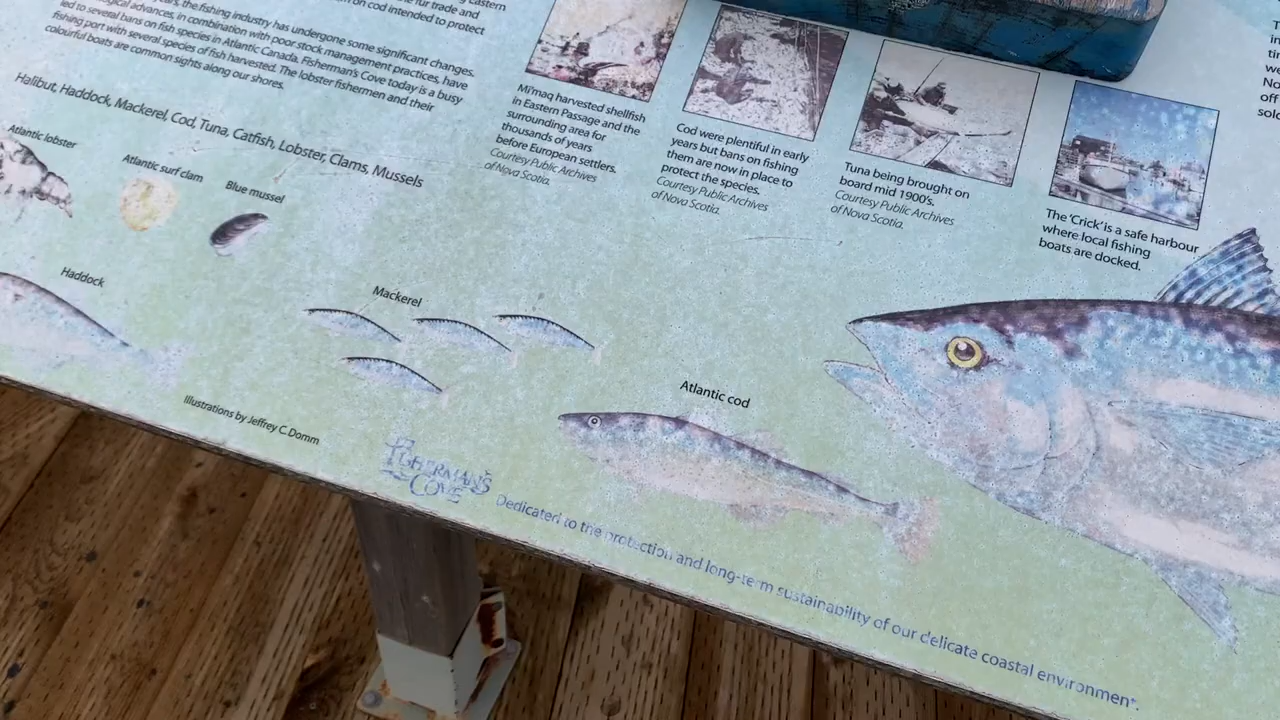 Eastern
the fur trade and
on cod intended to protect
the fishing industry has undergone some significant changes.
advances, in combination with poor stock management practices, have
led to several bans on fish species in Atlantic Canada. Fisherman's Cove today is a busy
fishing port with several species of fish harvested. The lobster fishermen and their
colourful boats are common sights along our shores.
Halibut, Haddock, Mackerel, Cod, Tuna, Catfish, Lobster, Clams, Mussels
Atlantic lobster
Atlantic surf clam
Blue mussel
Haddock
Mackerel
Atlantic cod
Mi'maq harvested shellfish
in Eastern Passage and the
surrounding area for
thousands of years
before European settlers.
Courtesy Public Archives
of Nova Scotia.
Cod were plentiful in early
years but bans on fishing
them are now in place to
protect the species.
Courtesy Public Archives
of Nova Scotia.
Tuna being brought on
board mid 1900's.
Courtesy Public Archives
of Nova Scotia.
The 'Crick' is a safe harbour
where local fishing
boats are docked.
Illustrations by Jeffrey C. Domm
FISHERMAN'S
COVE
Dedicated to the protection and long-term sustainability of our delicate coastal environment.